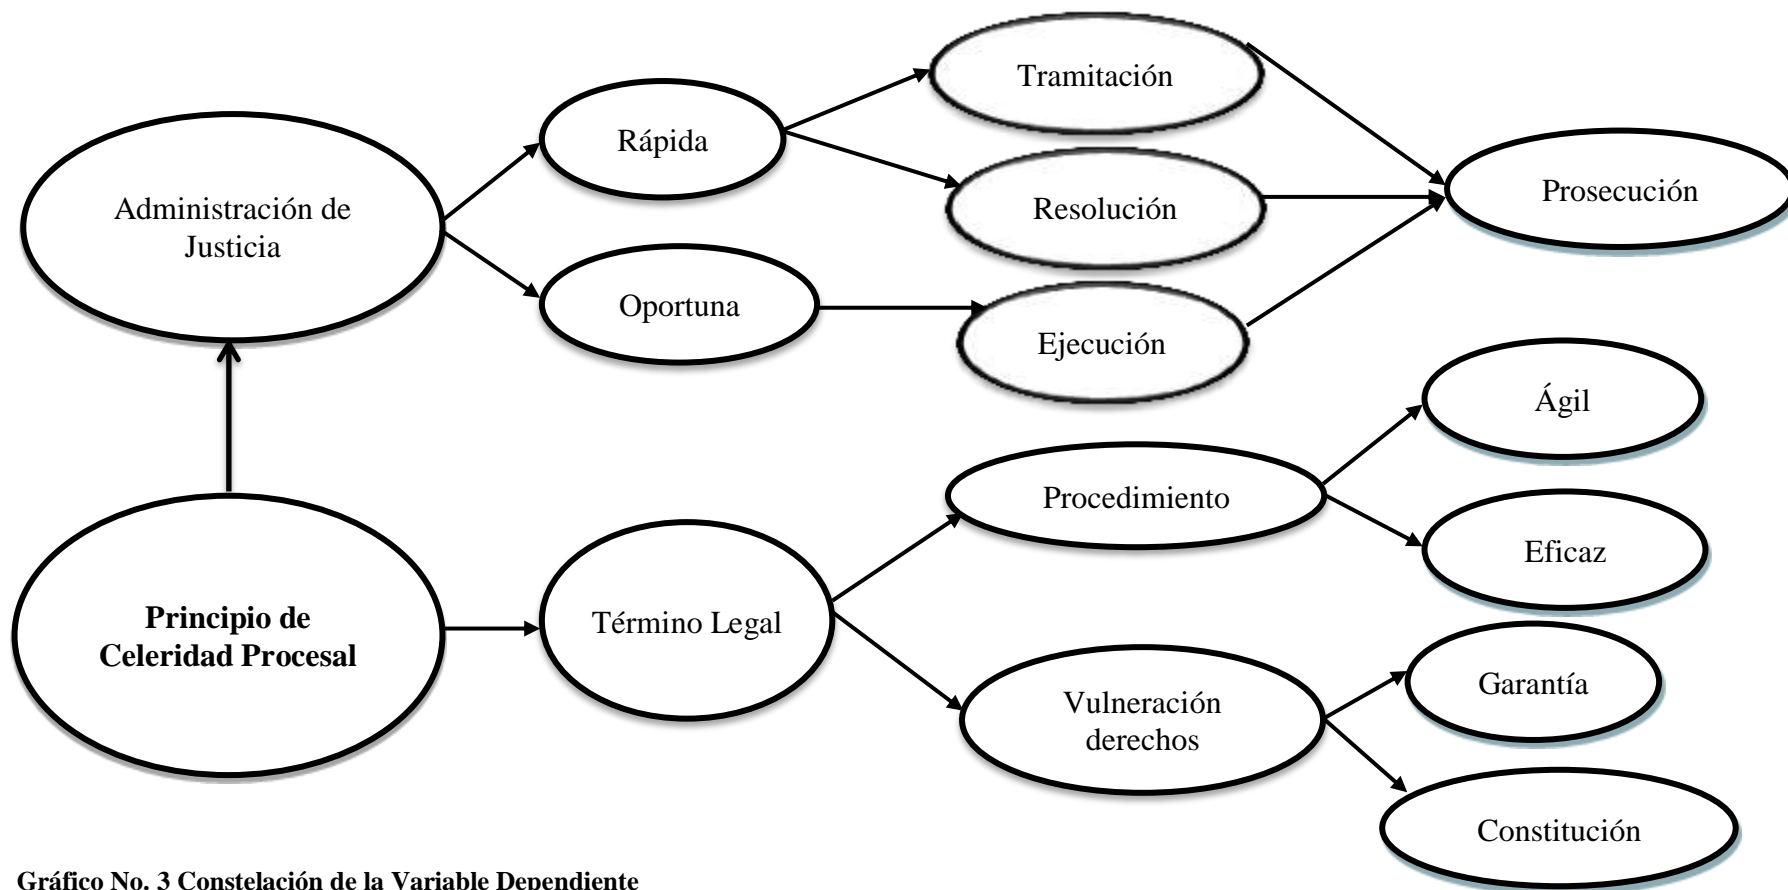 Tramitación
Rápida
Administración de
Justicia
Resolución
Prosecución
Oportuna
Ejecución
Ágil
Procedimiento
Eficaz
Principio de
Celeridad Procesal
Término Legal
Vulneración
derechos
Garantía
Constitución
Gráfico No. 3 Constelación de la Variable Dependiente